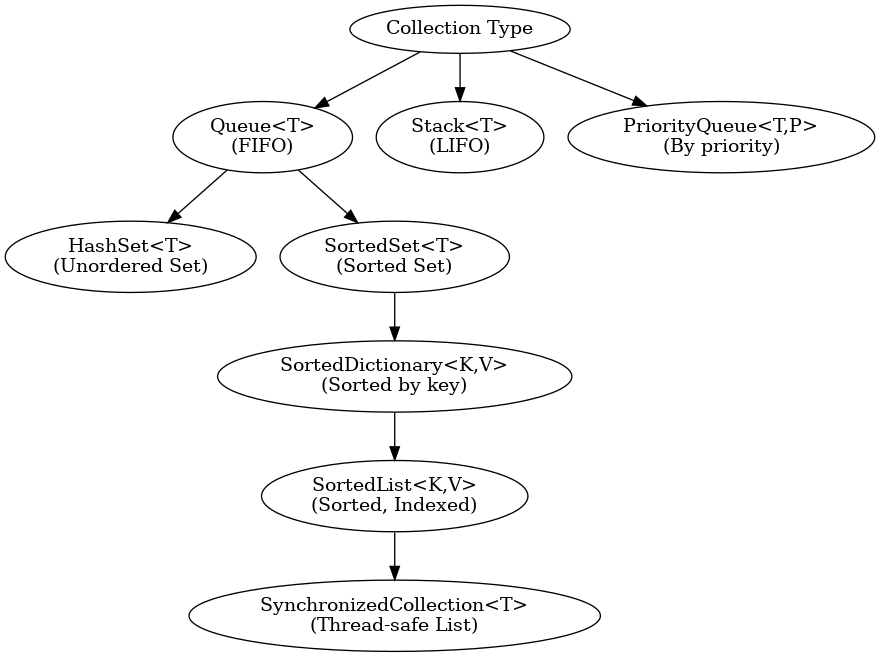 Collection Type
Queue<T>
(FIFO)
Stack<T>
(LIFO)
PriorityQueue<T,P>
(By priority)
HashSet<T>
(Unordered Set)
SortedSet<T>
(Sorted Set)
SortedDictionary<K,V>
(Sorted by key)
SortedList<K,V>
(Sorted, Indexed)
SynchronizedCollection<T>
(Thread-safe List)